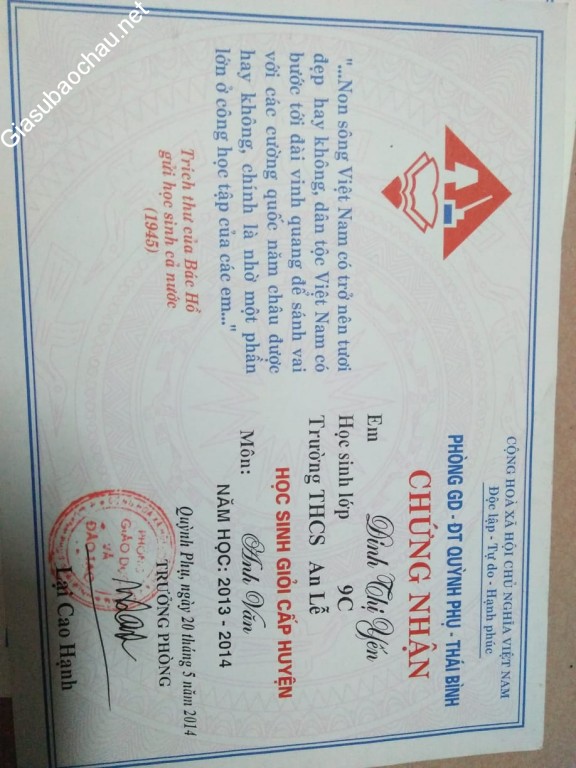 Giasubaochau.net
"...Non sông Việt Nam có trở nên tươi
đẹp hay không, dân tộc Việt Nam có
bước tới đài vinh quang để sánh vai
với các cường quốc năm châu được
hay không, chính là nhờ một phần
lớn ở công học tập của các em..."
Trích thư của Bác Hồ
gửi học sinh cả nước
(1945)
CỘNG HOÀ XÃ HỘI CHỦ NGHĨA VIỆT NAM
Độc lập - Tự do - Hạnh phúc
PHÒNG GD - ĐT QUỲNH PHỤ - THÁI BÌNH
CHỨNG NHẬN
Em Đinh Thị Yến
Học sinh lớp 9C
Trường THCS An Lễ
HỌC SINH GIỎI CẤP HUYỆN
Môn: Anh Văn
NĂM HỌC: 2013 - 2014
Quỳnh Phụ, ngày 20 tháng 5 năm 2014
TRƯỞNG PHÒNG
PHÒNG
GIÁO DỤC
VÀ
ĐÀO TẠO
Lại Cao Hạnh